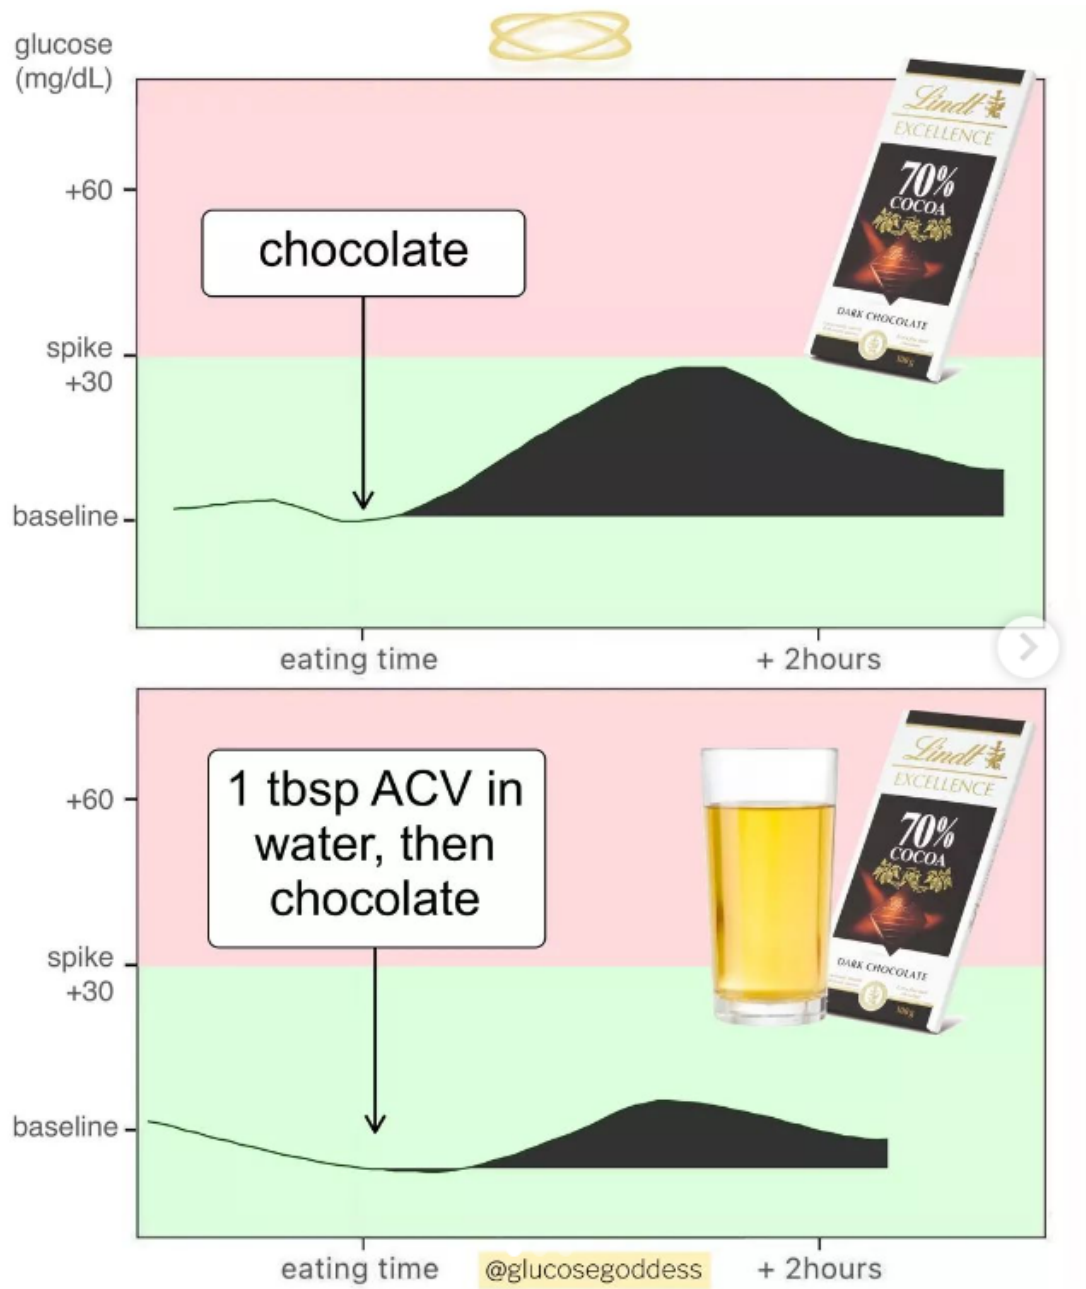 glucose
(mg/dL)
+60
spike
+30
baseline
chocolate
Lindt
EXCELLENCE
70%
COCOA
DARK CHOCOLATE
100g
eating time
+ 2hours
+60
spike
+30
baseline
1 tbsp ACV in
water, then
chocolate
Lindt
EXCELLENCE
70%
COCOA
DARK CHOCOLATE
100g
eating time
@glucosegoddess
+ 2hours